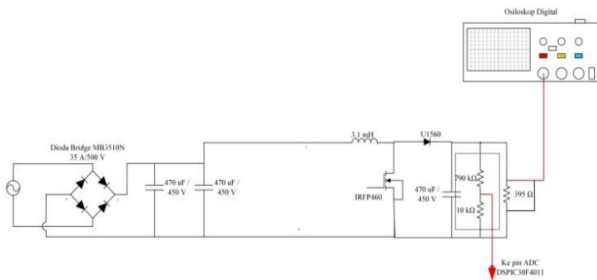 Osiloskop Digital
Dioda Bridge MB3510N
35 A/500 V
470 uF /
450 V
470 uF /
450 V
3.1 mH
U1560
IRFP460
470 uF /
450 V
790 kΩ
10 kΩ
395 Ω
Ke pin ADC
DSPIC30F4011